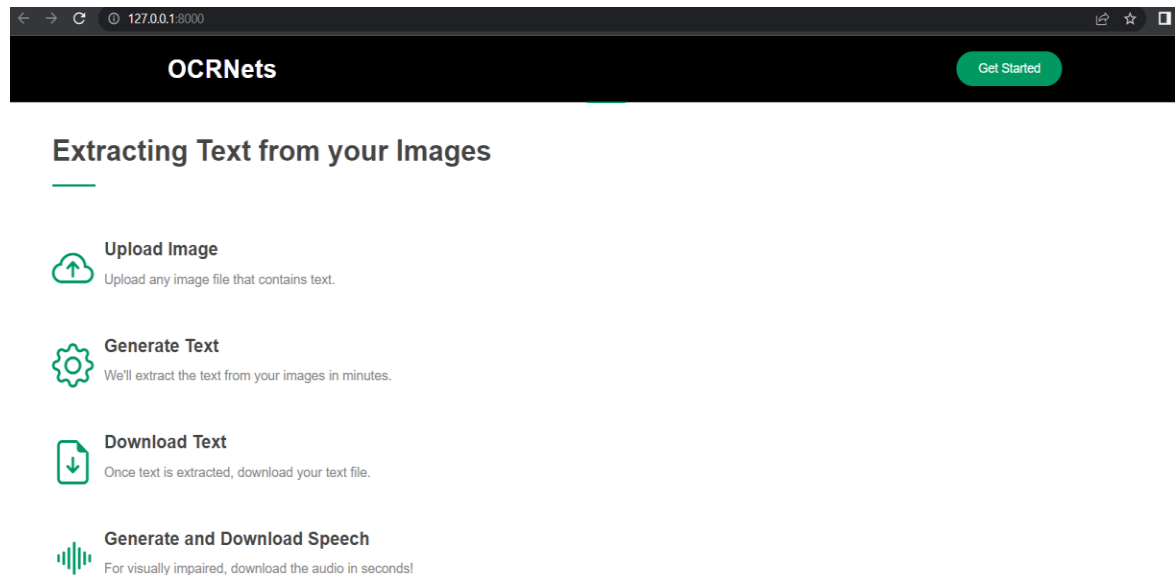 127.0.0.1:8000
OCRNets
Get Started
Extracting Text from your Images
Upload Image
Upload any image file that contains text.
Generate Text
We'll extract the text from your images in minutes.
Download Text
Once text is extracted, download your text file.
Generate and Download Speech
For visually impaired, download the audio in seconds!